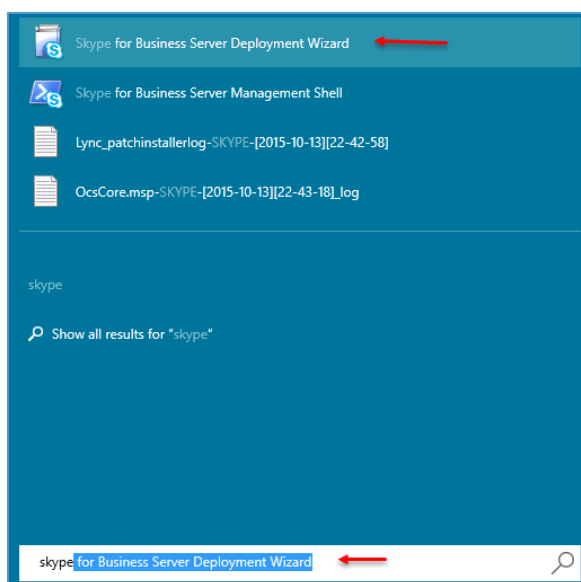 Skype for Business Server Deployment Wizard
Skype for Business Server Management Shell
Lync_patchinstallerlog-SKYPE-[2015-10-13][22-42-58]
OcsCore.msp-SKYPE-[2015-10-13][22-43-18]_log
skype
Show all results for "skype"
skype for Business Server Deployment Wizard